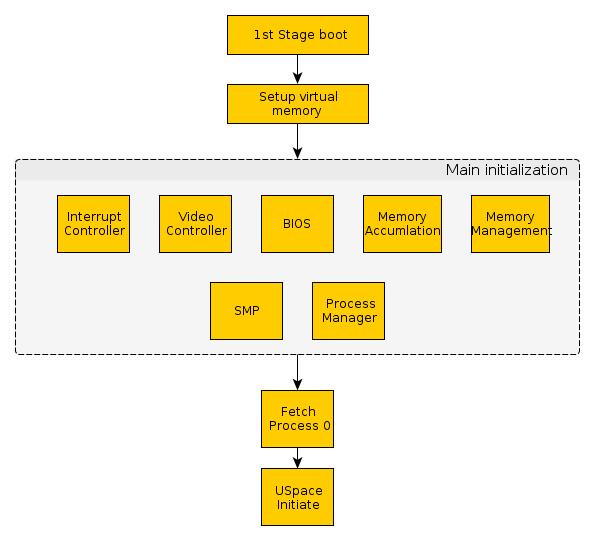 1st Stage boot
Setup virtual
memory
Main initialization
Interrupt
Controller
Video
Controller
BIOS
Memory
Accumlation
Memory
Management
SMP
Process
Manager
Fetch
Process 0
USpace
Initiate